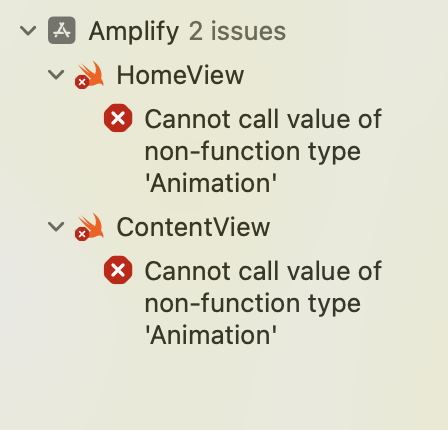 Amplify 2 issues
HomeView
Cannot call value of
non-function type
'Animation'
ContentView
Cannot call value of
non-function type
'Animation'